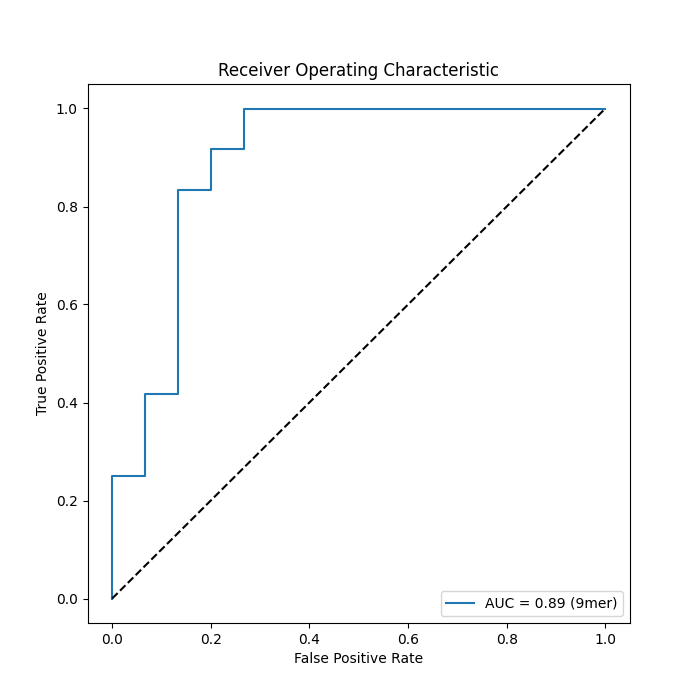 Receiver Operating Characteristic
1.0
0.8
0.6
0.4
0.2
0.0
True Positive Rate
AUC = 0.89 (9mer)
0.0 0.2 0.4 0.6 0.8 1.0
False Positive Rate